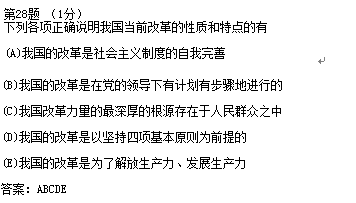 第28题 （1分）
下列各项正确说明我国当前改革的性质和特点的有
(A)我国的改革是社会主义制度的自我完善
(B)我国的改革是在党的领导下有计划有步骤地进行的
(C)我国改革力量的最深厚的根源存在于人民群众之中
(D)我国的改革是以坚持四项基本原则为前提的
(E)我国的改革是为了解放生产力、发展生产力
答案：ABCDE